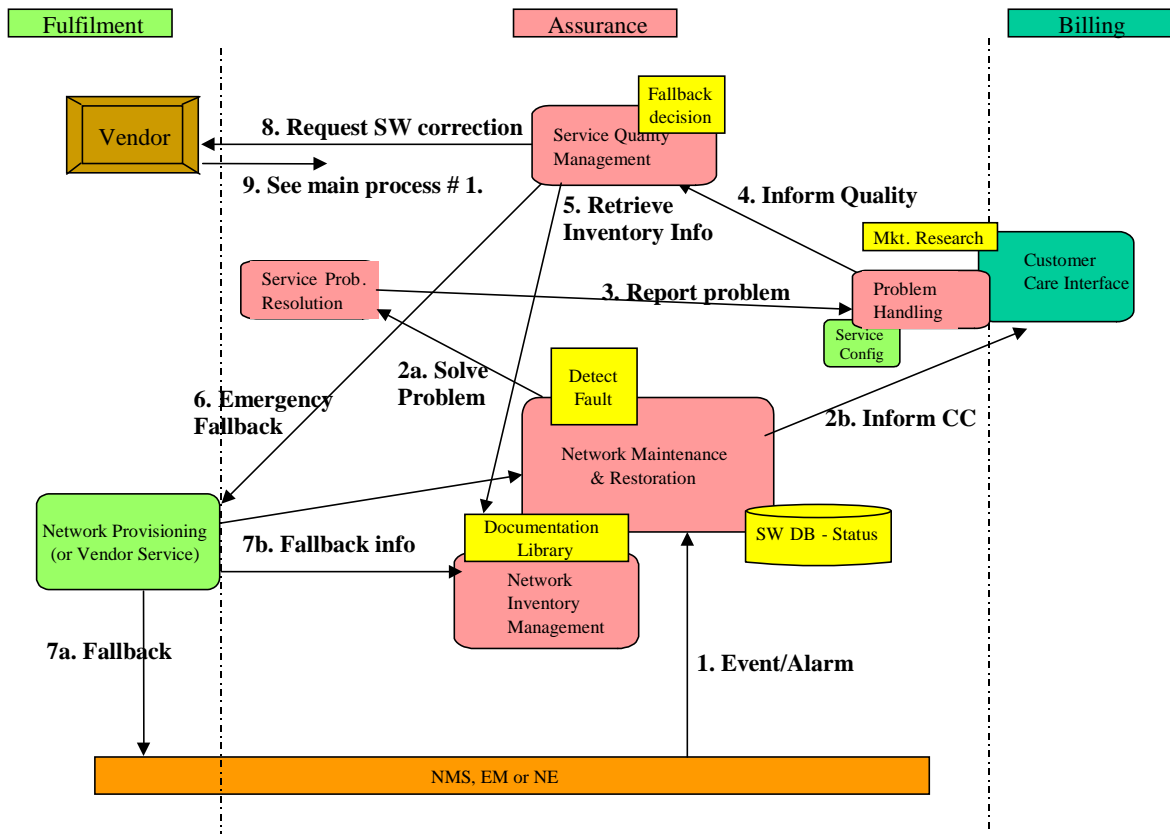 Fulfilment
Assurance
Billing
Vendor
8. Request SW correction
9. See main process # 1.
Fallback
decision
Service Quality
Management
4. Inform Quality
5. Retrieve
Inventory Info
Mkt. Research
Customer
Care Interface
Service Prob.
Resolution
3. Report problem
Problem
Handling
Service
Config
2a. Solve
Problem
Detect
Fault
6. Emergency
Fallback
2b. Inform CC
Network Maintenance
& Restoration
Network Provisioning
(or Vendor Service)
7b. Fallback info
Documentation
Library
SW DB - Status
Network
Inventory
Management
7a. Fallback
1. Event/Alarm
NMS, EM or NE